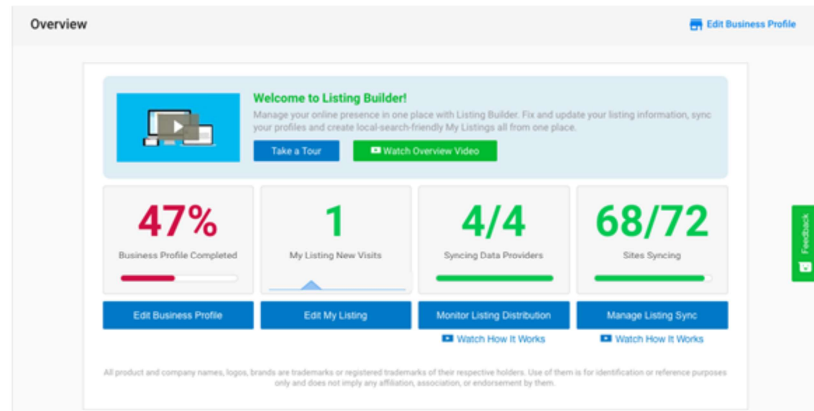 Overview
Edit Business Profile
Welcome to Listing Builder!
Manage your online presence in one place with Listing Builder. Fix and update your listing information, sync
your profiles and create local-search-friendly My Listings all from one place.
Take a Tour
Watch Overview Video
47%
Business Profile Completed
Edit Business Profile
1
My Listing New Visits
Edit My Listing
4/4
Syncing Data Providers
Monitor Listing Distribution
Watch How It Works
68/72
Sites Syncing
Manage Listing Sync
Watch How It Works
Feedback
All product and company names, logos, brands are trademarks or registered trademarks of their respective holders. Use of them is for identification or reference purposes
only and does not imply any affiliation, association, or endorsement by them.